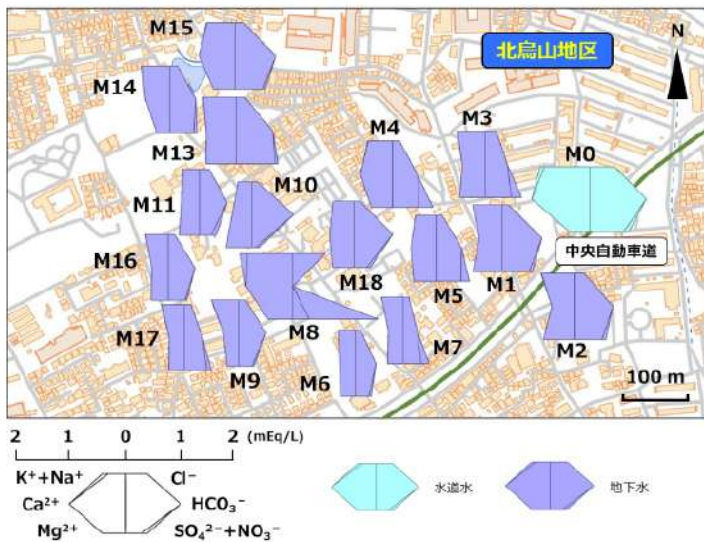 北烏山地区
N
M15
M14
M13
M4
M3
M0
M11
M10
中央自動車道
M16
M18
M5
M1
M17
M8
M7
M2
M9
M6
100 m
2 1 0 1 2 (mEq/L)
K⁺+Na⁺ Cl⁻
Ca²⁺ HCO₃⁻
Mg²⁺ SO₄²⁻+NO₃⁻
水道水
地下水